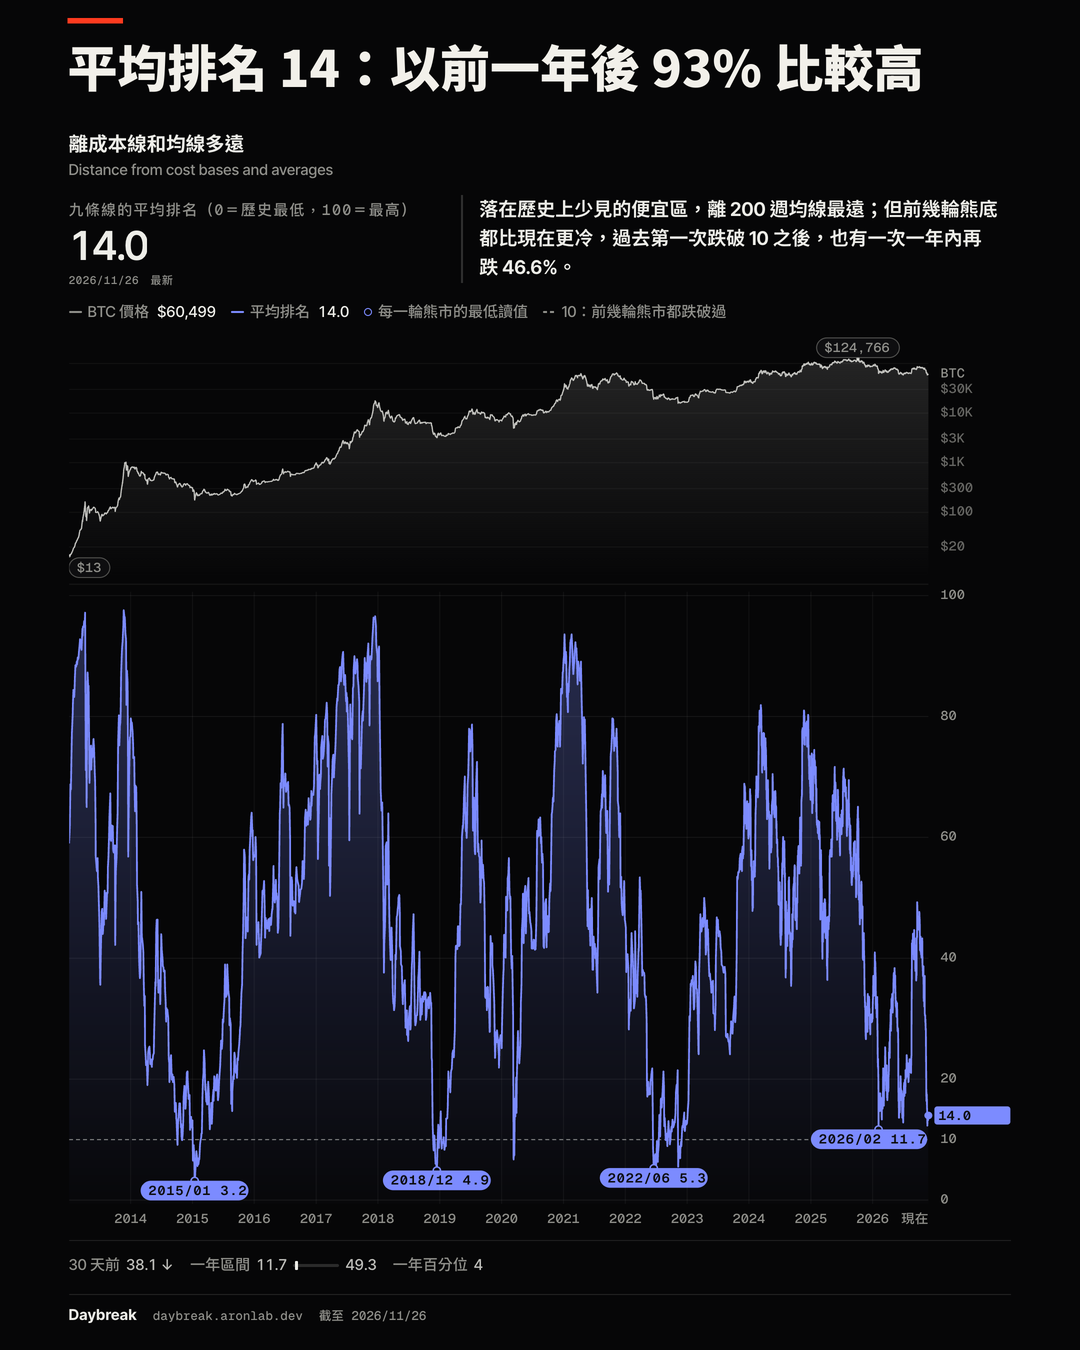 平均排名 14：以前一年後 93% 比較高
離成本線和均線多遠
Distance from cost bases and averages
九條線的平均排名（0＝歷史最低，100＝最高）
14.0
2026/11/26 最新
落在歷史上少見的便宜區，離 200 週均線最遠；但前幾輪熊底
都比現在更冷，過去第一次跌破 10 之後，也有一次一年內再
跌 46.6%。
BTC 價格 $60,499 平均排名 14.0 每一輪熊市的最低讀值 10：前幾輪熊市都跌破過
$124,766
BTC
$30K
$10K
$3K
$1K
$300
$100
$20
$13
100
80
60
40
20
14.0
10
0
2026/02 11.7
2018/12 4.9
2022/06 5.3
2015/01 3.2
2014 2015 2016 2017 2018 2019 2020 2021 2022 2023 2024 2025 2026 現在
30 天前 38.1 ↓ 一年區間 11.7 49.3 一年百分位 4
Daybreak daybreak.aronlab.dev 截至 2026/11/26